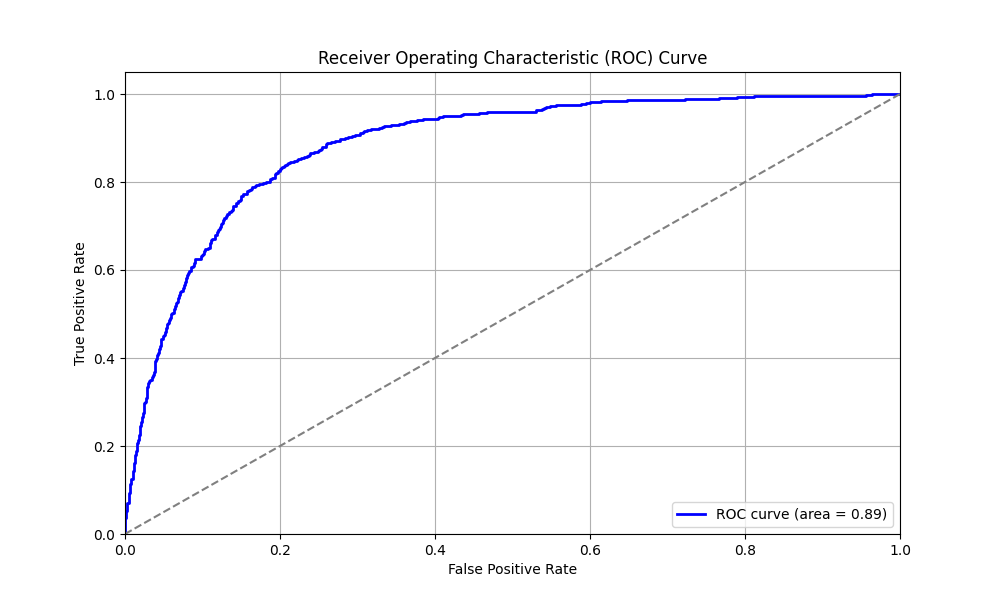 Receiver Operating Characteristic (ROC) Curve
True Positive Rate
1.0
0.8
0.6
0.4
0.2
0.0
ROC curve (area = 0.89)
0.0 0.2 0.4 0.6 0.8 1.0
False Positive Rate